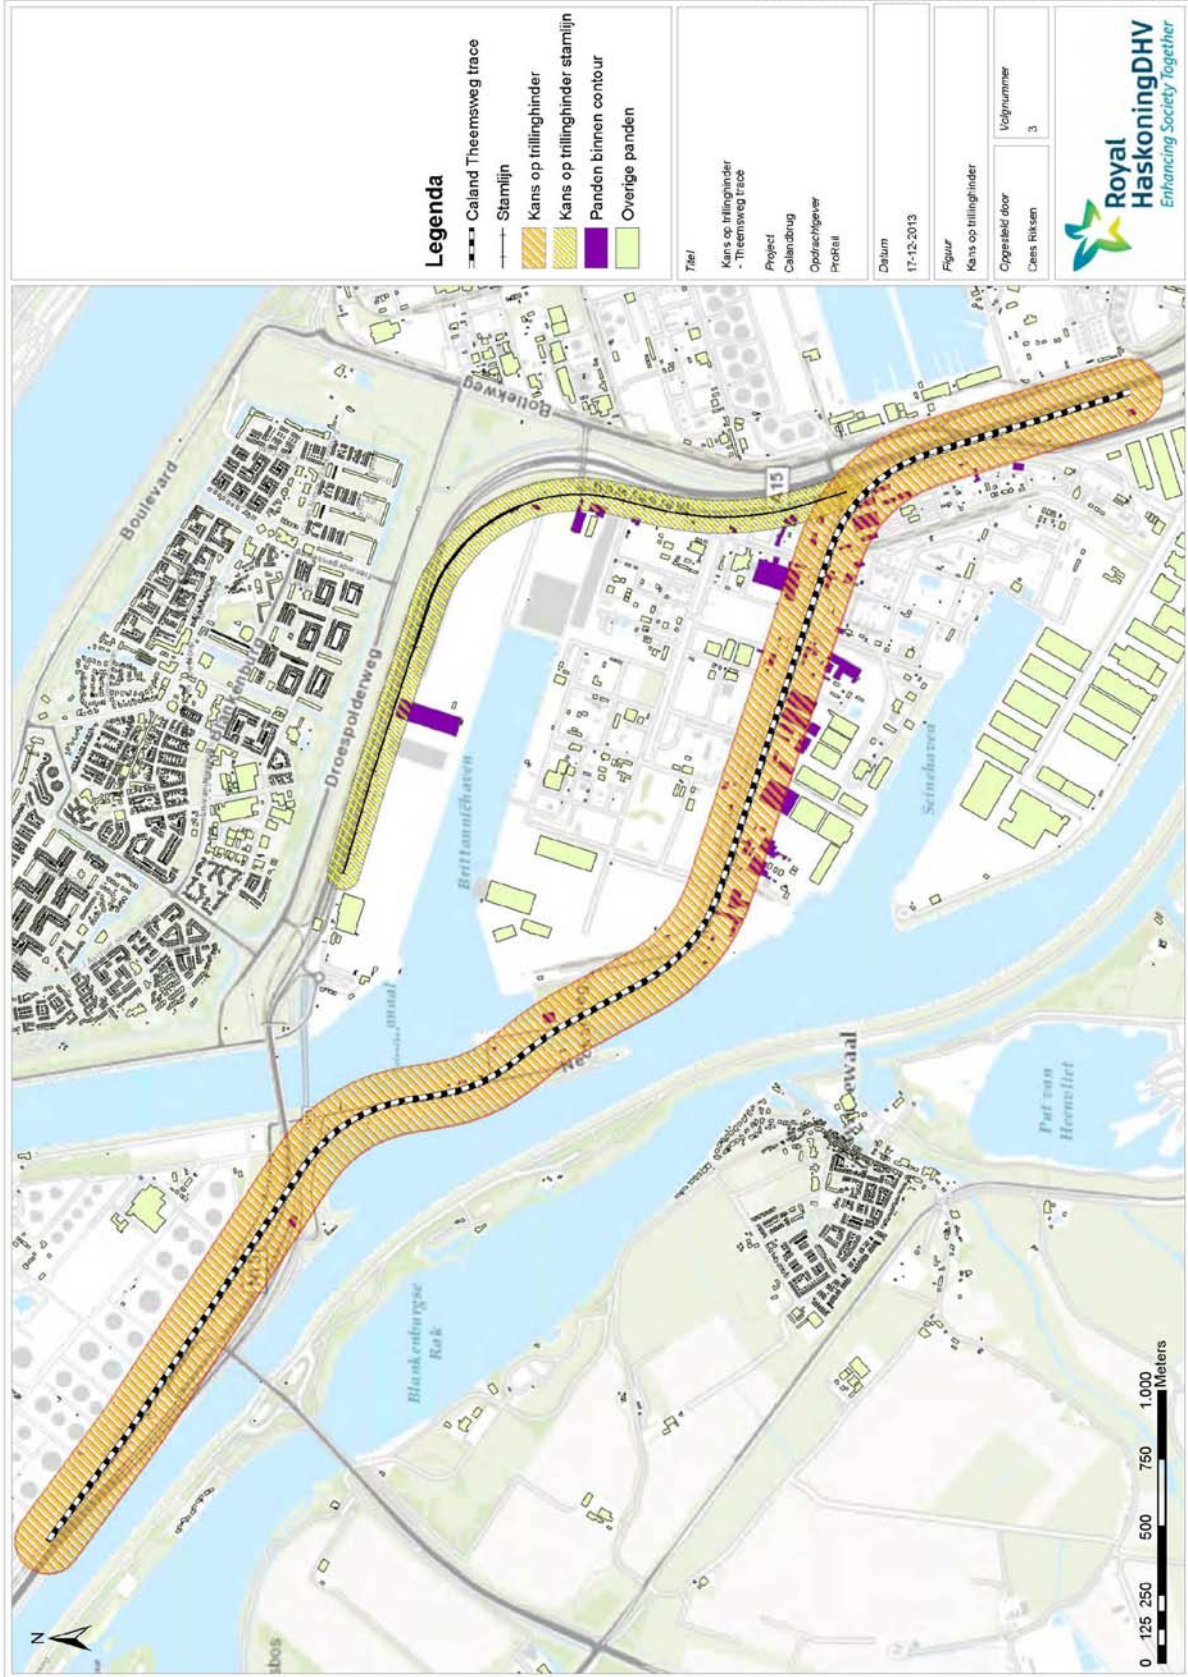 Legenda
Caland Theemsweg trace
Stamlijn
Kans op trillinghinder
Kans op trillinghinder stamlijn
Panden binnen contour
Overige panden
Titel
Kans op trillinghinder
- Theemsweg tracé
Project
Calandbrug
Opdrachtgever
ProRail
Datum
17-12-2013
Figuur
Kans op trillinghinder
Opgesteld door
Cees Riksen
Volgnummer
3
Royal
HaskoningDHV
Enhancing Society Together
Boulevard
Botlekweg
Droespolderweg
A15
Brittanniëhaven
Seinehaven
Put van
Heenvliet
Blankenburgse
Rak
N
0 125 250 500 750 1.000
Meters